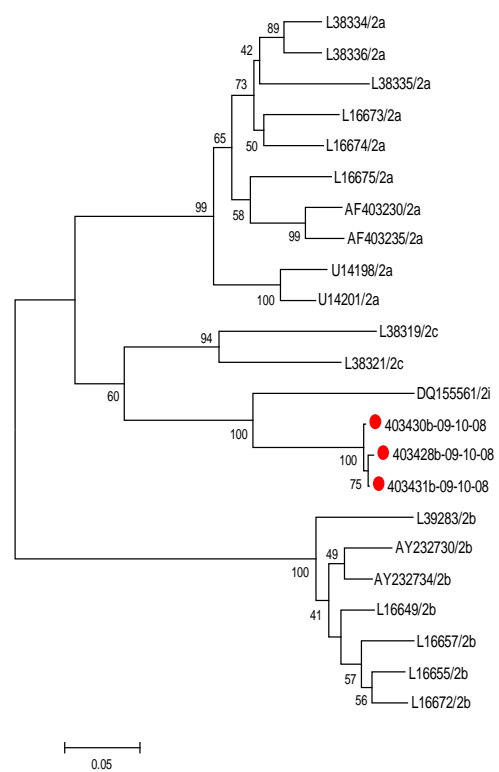 L38334/2a
89
L38336/2a
42
L38335/2a
73
L16673/2a
50
L16674/2a
65
L16675/2a
58
AF403230/2a
99
99
AF403235/2a
U14198/2a
100
U14201/2a
L38319/2c
94
L38321/2c
60
DQ155561/2i
100
403430b-09-10-08
403428b-09-10-08
100
75
403431b-09-10-08
L39283/2b
AY232730/2b
49
100
AY232734/2b
41
L16649/2b
L16657/2b
57
L16655/2b
56
L16672/2b
0.05